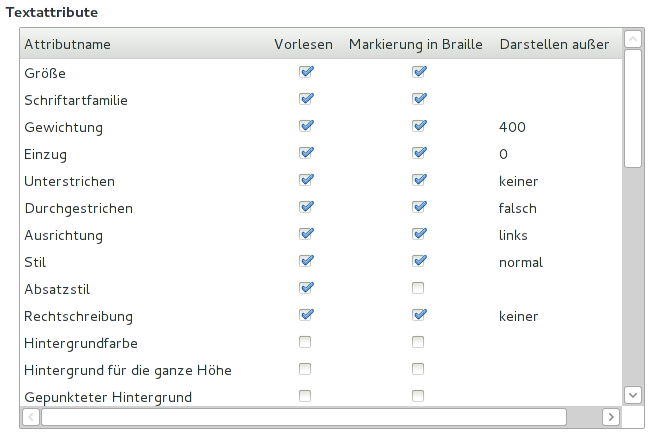 Textattribute
Attributname Vorlesen Markierung in Braille Darstellen außer
Größe
Schriftartfamilie
Gewichtung 400
Einzug 0
Unterstrichen keiner
Durchgestrichen falsch
Ausrichtung links
Stil normal
Absatzstil
Rechtschreibung keiner
Hintergrundfarbe
Hintergrund für die ganze Höhe
Gepunkteter Hintergrund